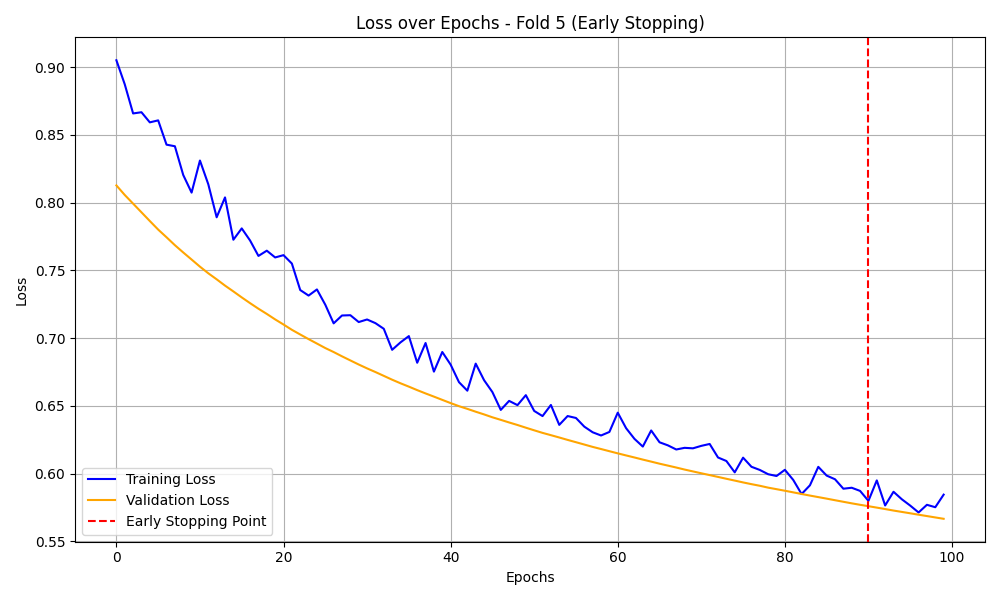 Loss over Epochs - Fold 5 (Early Stopping)
0.90
0.85
0.80
0.75
0.70
0.65
0.60
0.55
Loss
Training Loss
Validation Loss
Early Stopping Point
0 20 40 60 80 100
Epochs